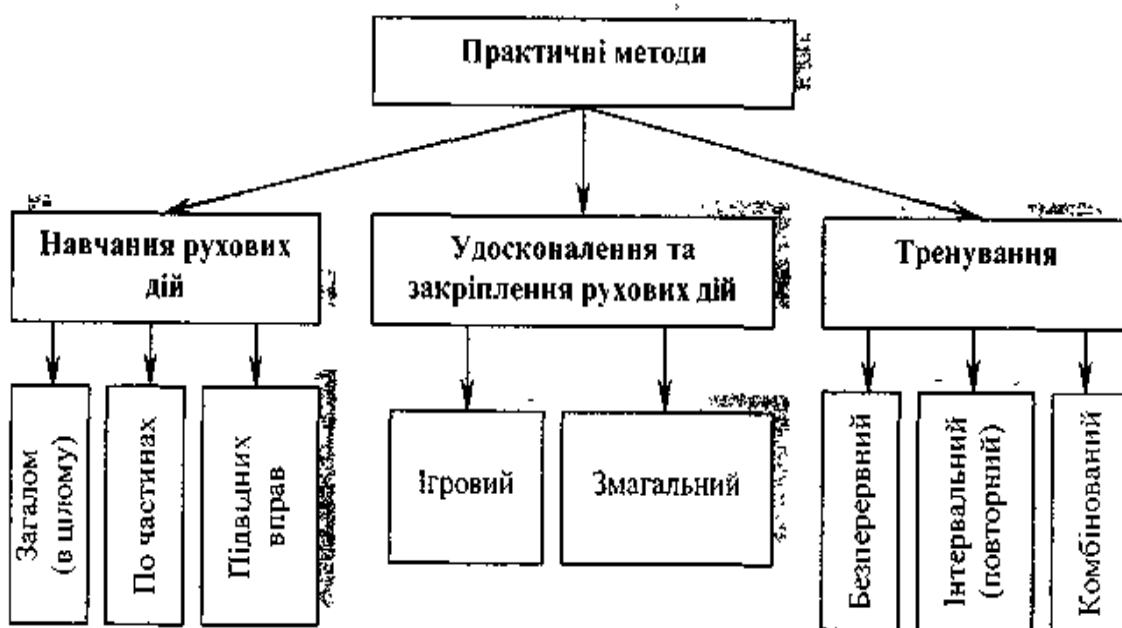 Практичні методи
Навчання рухових
дій
Удосконалення та
закріплення рухових дій
Тренування
Загалом
(в цілому)
По частинах
Підвідних
вправ
Ігровий
Змагальний
Безперервний
Інтервальний
(повторний)
Комбінований